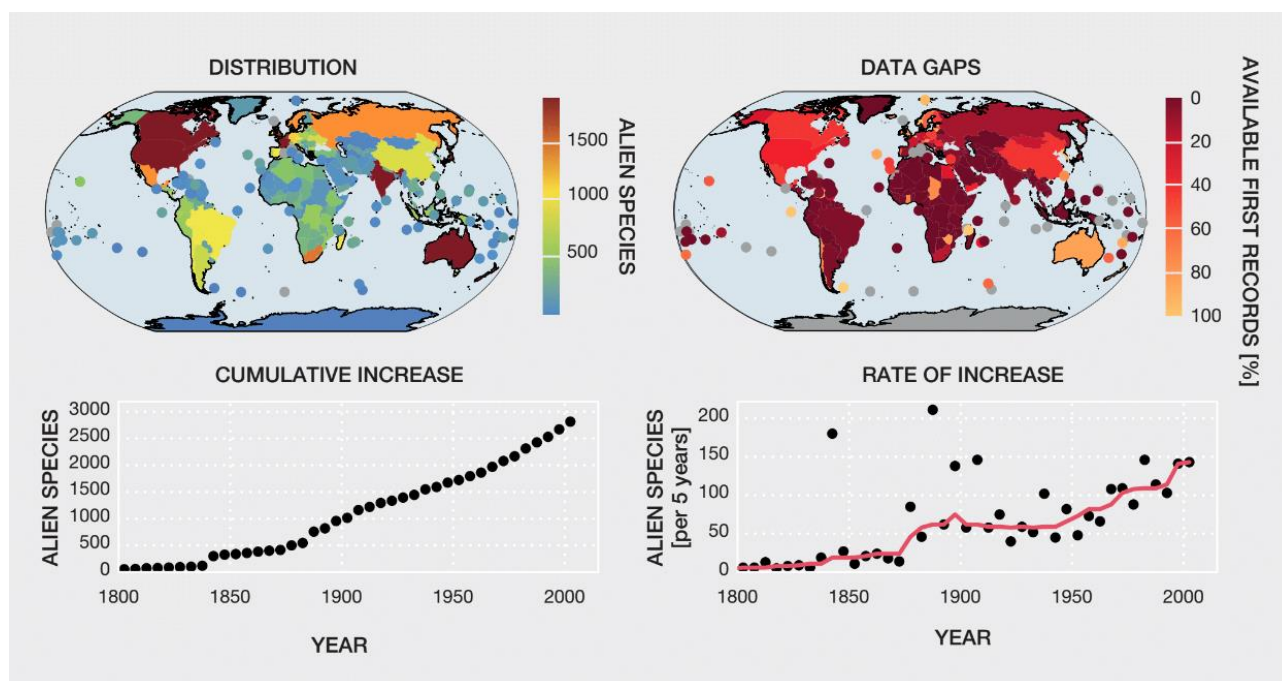 DISTRIBUTION
1500
1000
500
ALIEN SPECIES
DATA GAPS
0
20
40
60
80
100
AVAILABLE FIRST RECORDS [%]
CUMULATIVE INCREASE
ALIEN SPECIES
3000
2500
2000
1500
1000
500
0
1800
1850
1900
1950
2000
YEAR
RATE OF INCREASE
ALIEN SPECIES
[per 5 years]
200
150
100
50
0
1800
1850
1900
1950
2000
YEAR